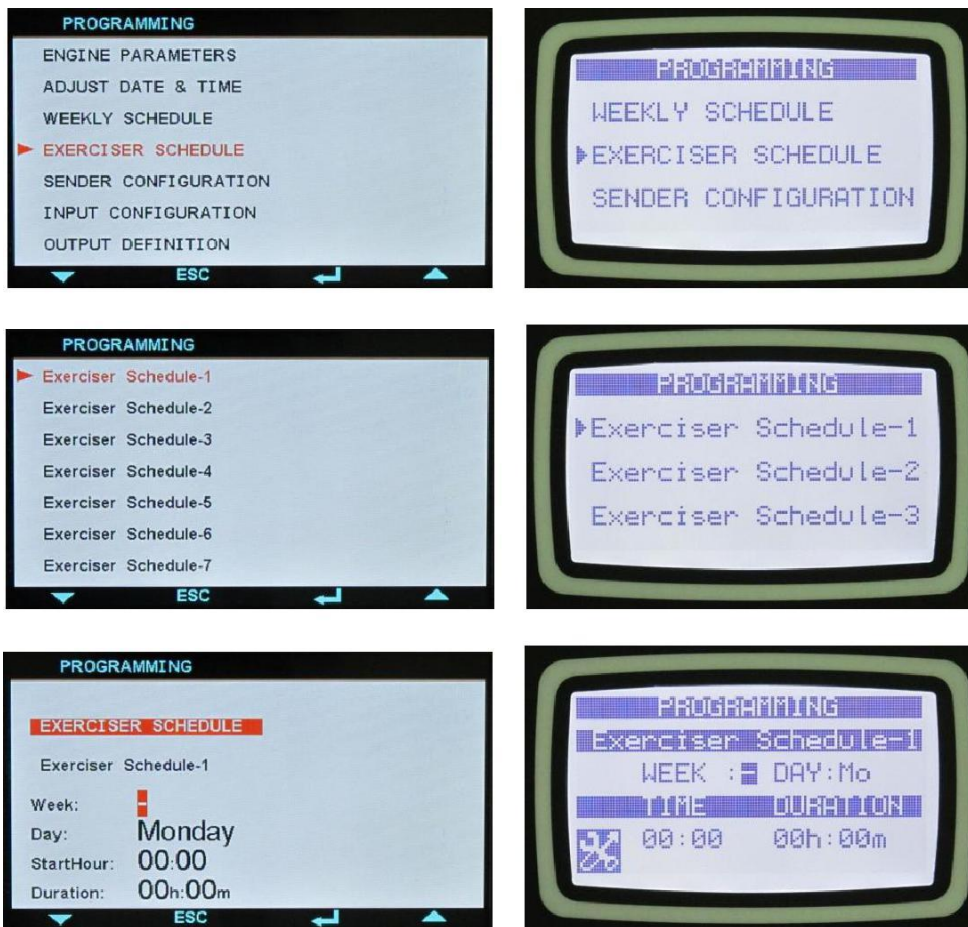 PROGRAMMING
ENGINE PARAMETERS
ADJUST DATE & TIME
WEEKLY SCHEDULE
EXERCISER SCHEDULE
SENDER CONFIGURATION
INPUT CONFIGURATION
OUTPUT DEFINITION
ESC
PROGRAMMING
WEEKLY SCHEDULE
EXERCISER SCHEDULE
SENDER CONFIGURATION
PROGRAMMING
Exerciser Schedule-1
Exerciser Schedule-2
Exerciser Schedule-3
Exerciser Schedule-4
Exerciser Schedule-5
Exerciser Schedule-6
Exerciser Schedule-7
ESC
PROGRAMMING
Exerciser Schedule-1
Exerciser Schedule-2
Exerciser Schedule-3
PROGRAMMING
EXERCISER SCHEDULE
Exerciser Schedule-1
Week: -
Day: Monday
StartHour: 00:00
Duration: 00h:00m
ESC
PROGRAMMING
Exerciser Schedule-1
WEEK :- DAY:Mo
TIME DURATION
00:00 00h:00m